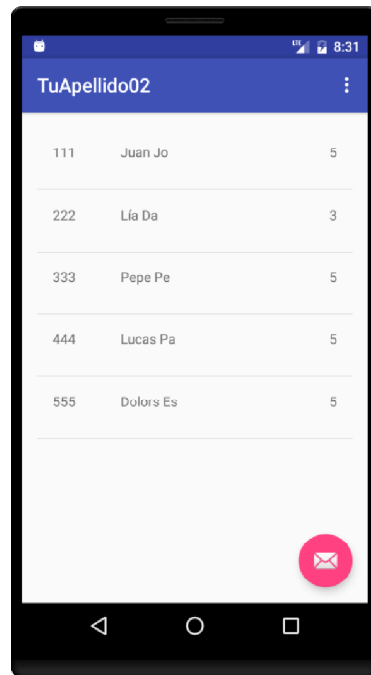 LTE 8:31
TuApellido02
111 Juan Jo 5
222 Lía Da 3
333 Pepe Pe 5
444 Lucas Pa 5
555 Dolors Es 5